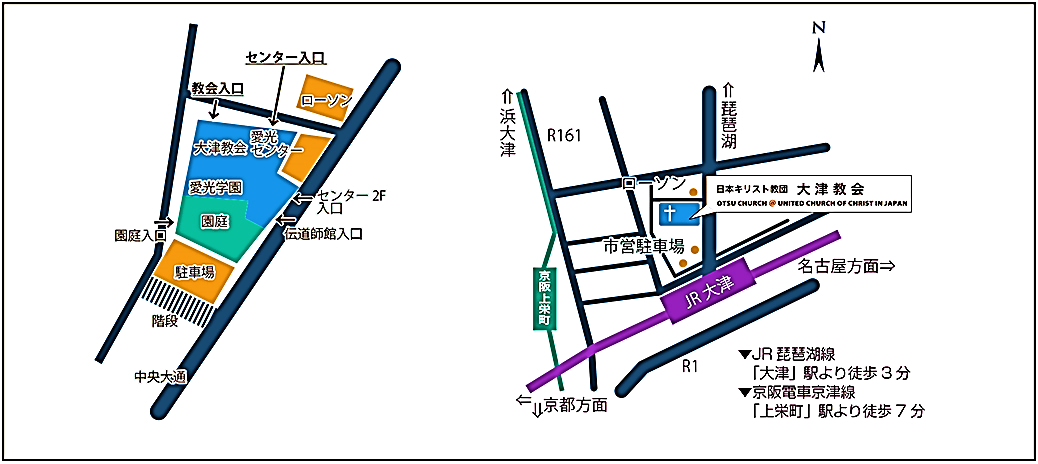 センター入口
教会入口
ローソン
愛光
センター
大津教会
愛光学園
園庭
センター 2F
入口
伝道師館入口
園庭入口
駐車場
階段
中央大通
N
⇧浜大津
R161
⇧琵琶湖
ローソン
日本キリスト教団 大津教会
OTSU CHURCH @ UNITED CHURCH OF CHRIST IN JAPAN
市営駐車場
名古屋方面⇒
京阪上栄町
JR大津
R1
⇐京都方面
⇓
▼JR琵琶湖線
「大津」駅より徒歩3分
▼京阪電車京津線
「上栄町」駅より徒歩7分